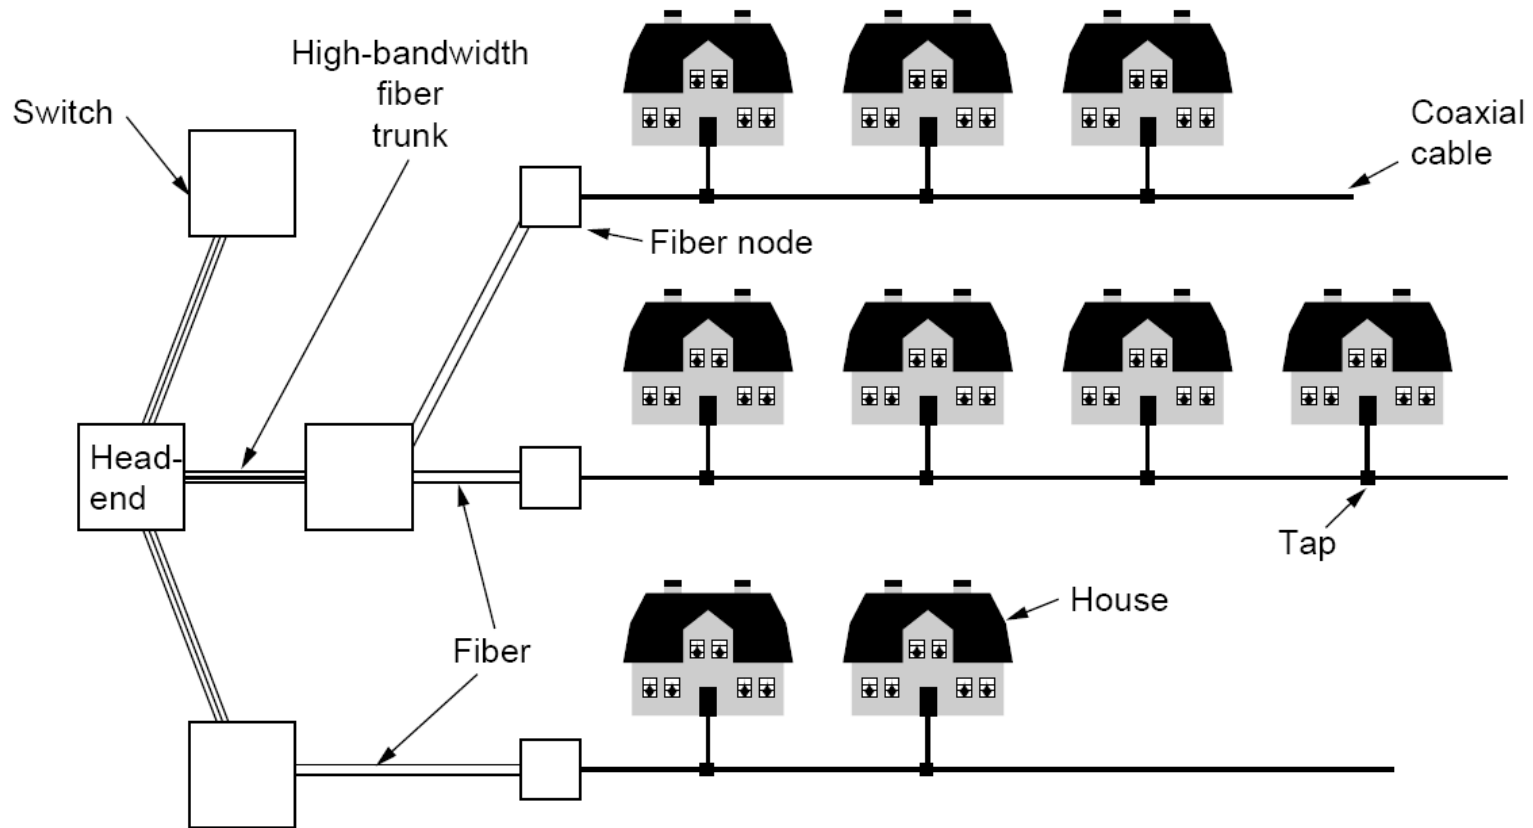 High-bandwidth
fiber
trunk
Switch
Coaxial
cable
Fiber node
Head-
end
Tap
House
Fiber